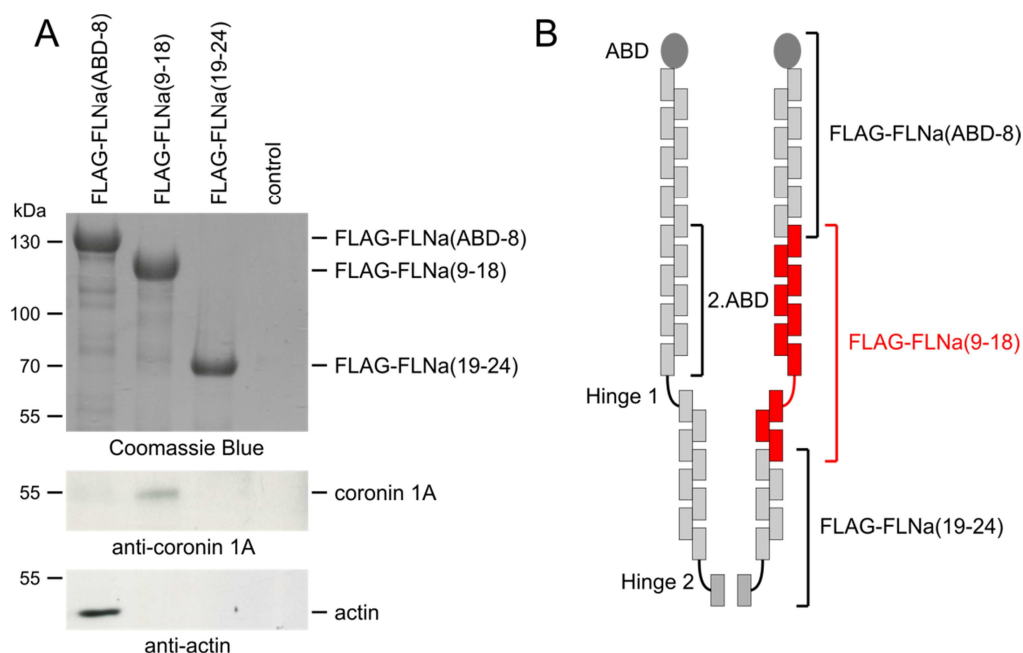 A
FLAG-FLNa(ABD-8)
FLAG-FLNa(9-18)
FLAG-FLNa(19-24)
control
kDa
130
100
70
55
FLAG-FLNa(ABD-8)
FLAG-FLNa(9-18)
FLAG-FLNa(19-24)
Coomassie Blue
55
coronin 1A
anti-coronin 1A
55
actin
anti-actin
B
ABD
FLAG-FLNa(ABD-8)
2.ABD
FLAG-FLNa(9-18)
Hinge 1
FLAG-FLNa(19-24)
Hinge 2